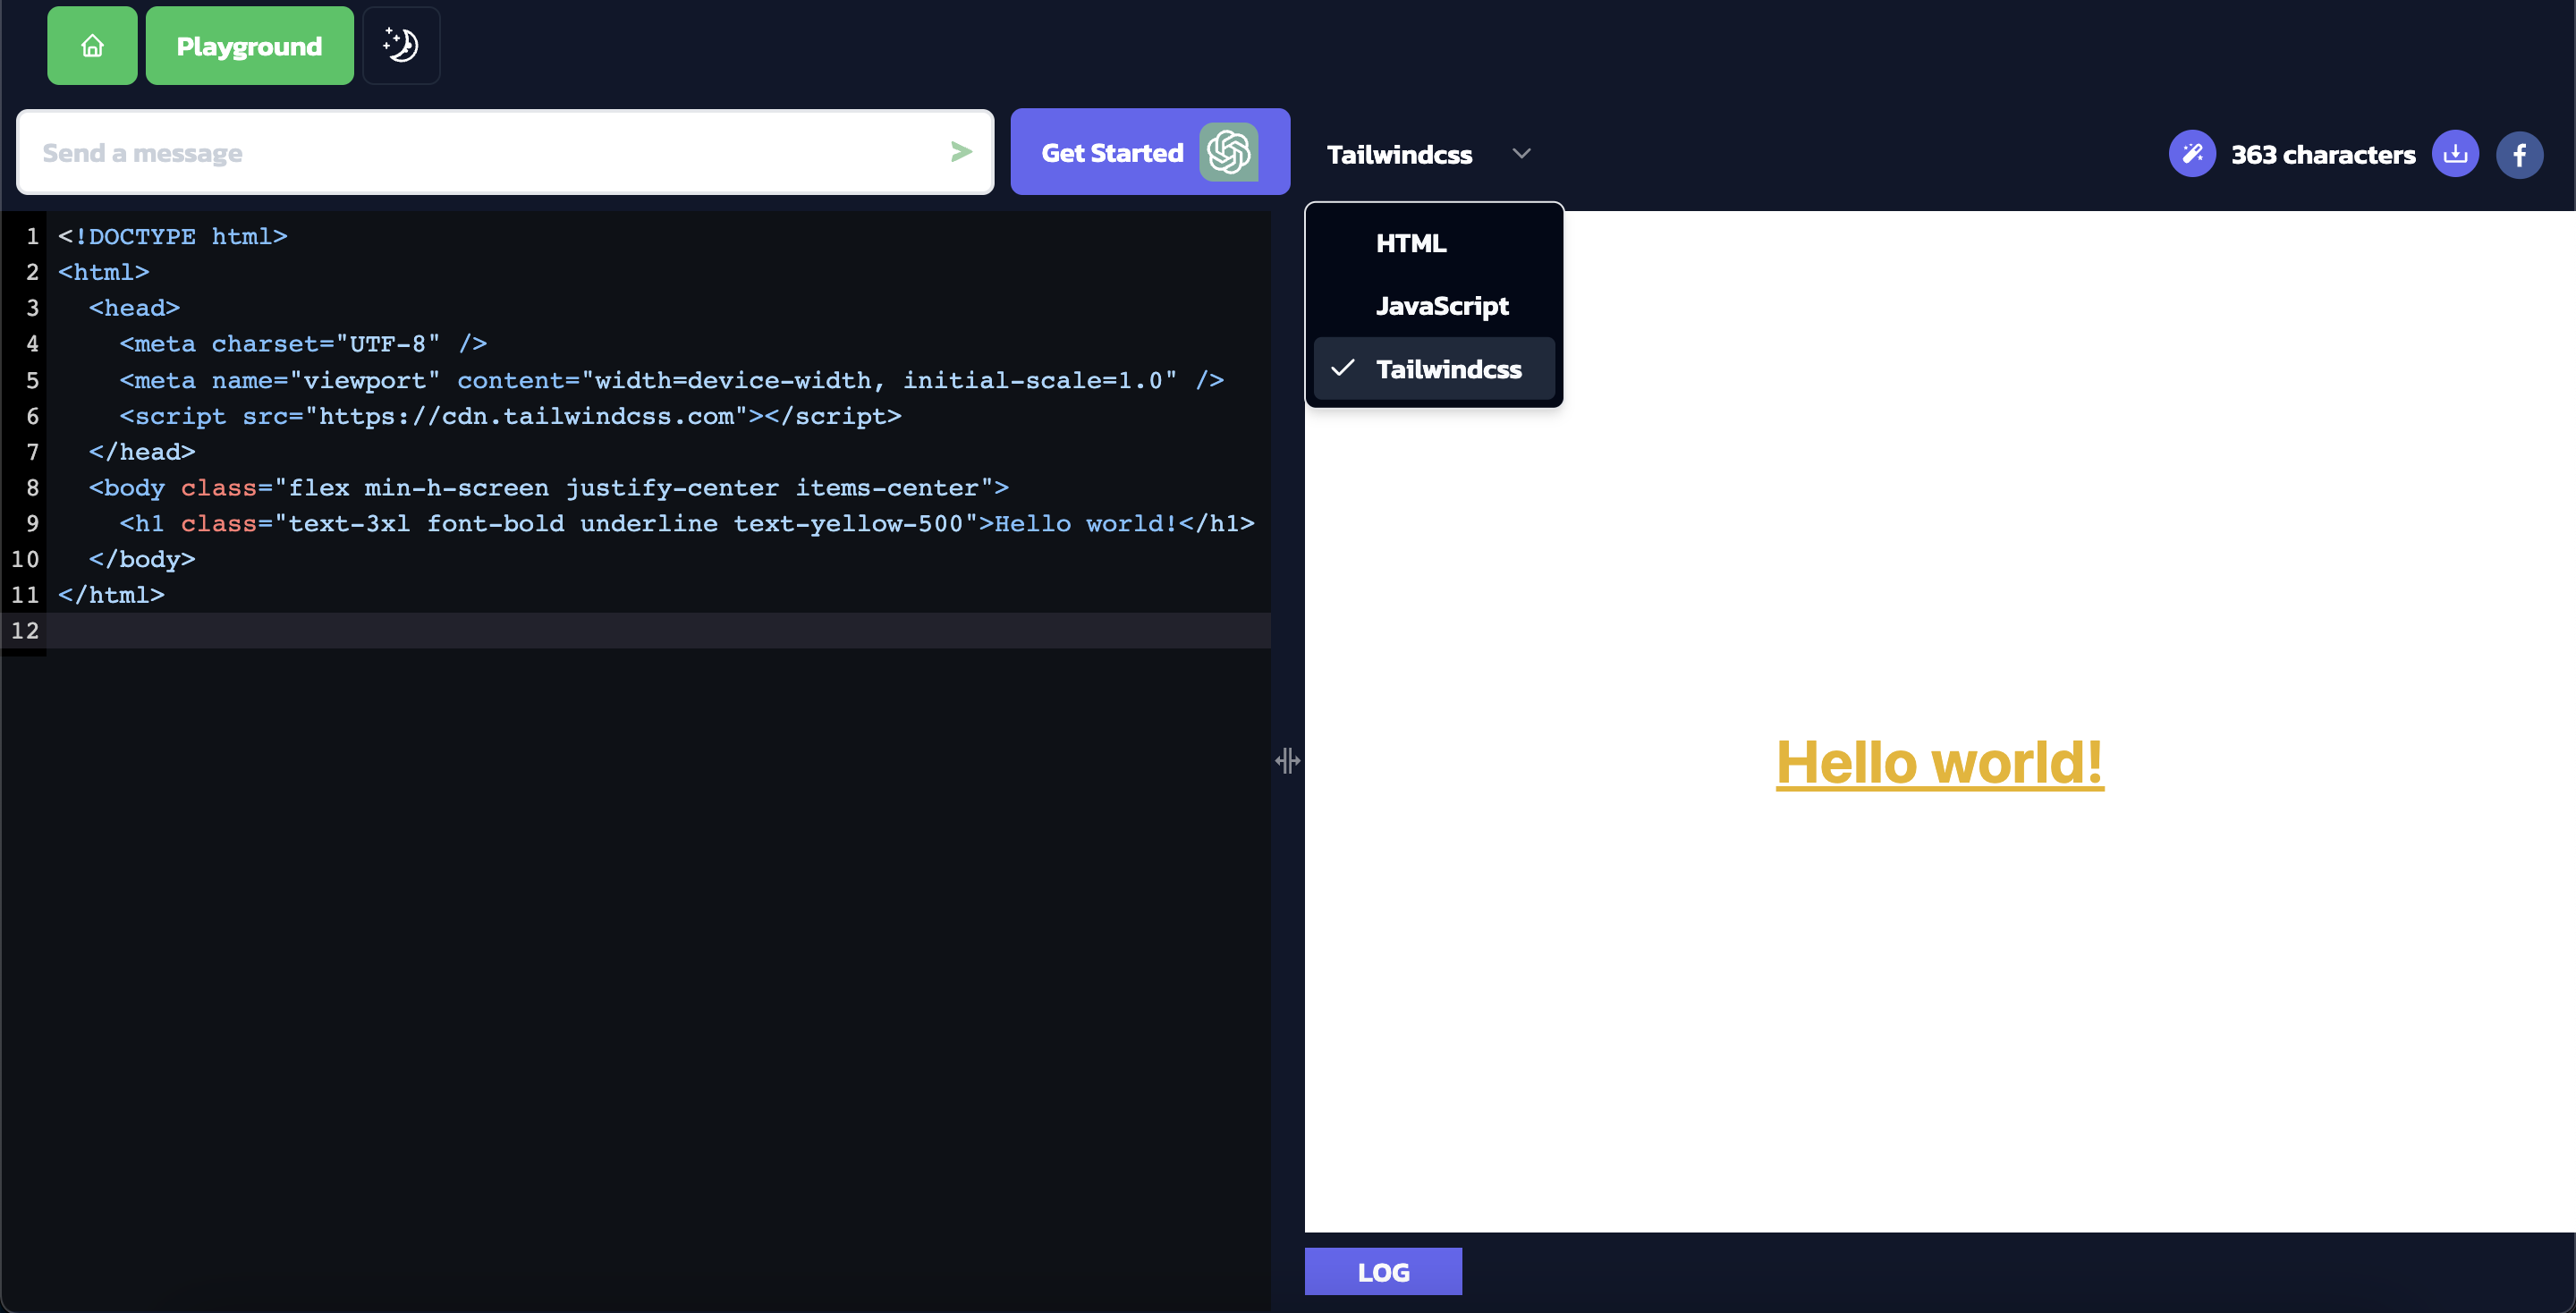 Playground
Send a message
Get Started
Tailwindcss
363 characters
HTML
JavaScript
Tailwindcss
1 <!DOCTYPE html>
2 <html>
3   <head>
4     <meta charset="UTF-8" />
5     <meta name="viewport" content="width=device-width, initial-scale=1.0" />
6     <script src="https://cdn.tailwindcss.com"></script>
7   </head>
8   <body class="flex min-h-screen justify-center items-center">
9     <h1 class="text-3xl font-bold underline text-yellow-500">Hello world!</h1>
10   </body>
11 </html>
12
Hello world!
LOG